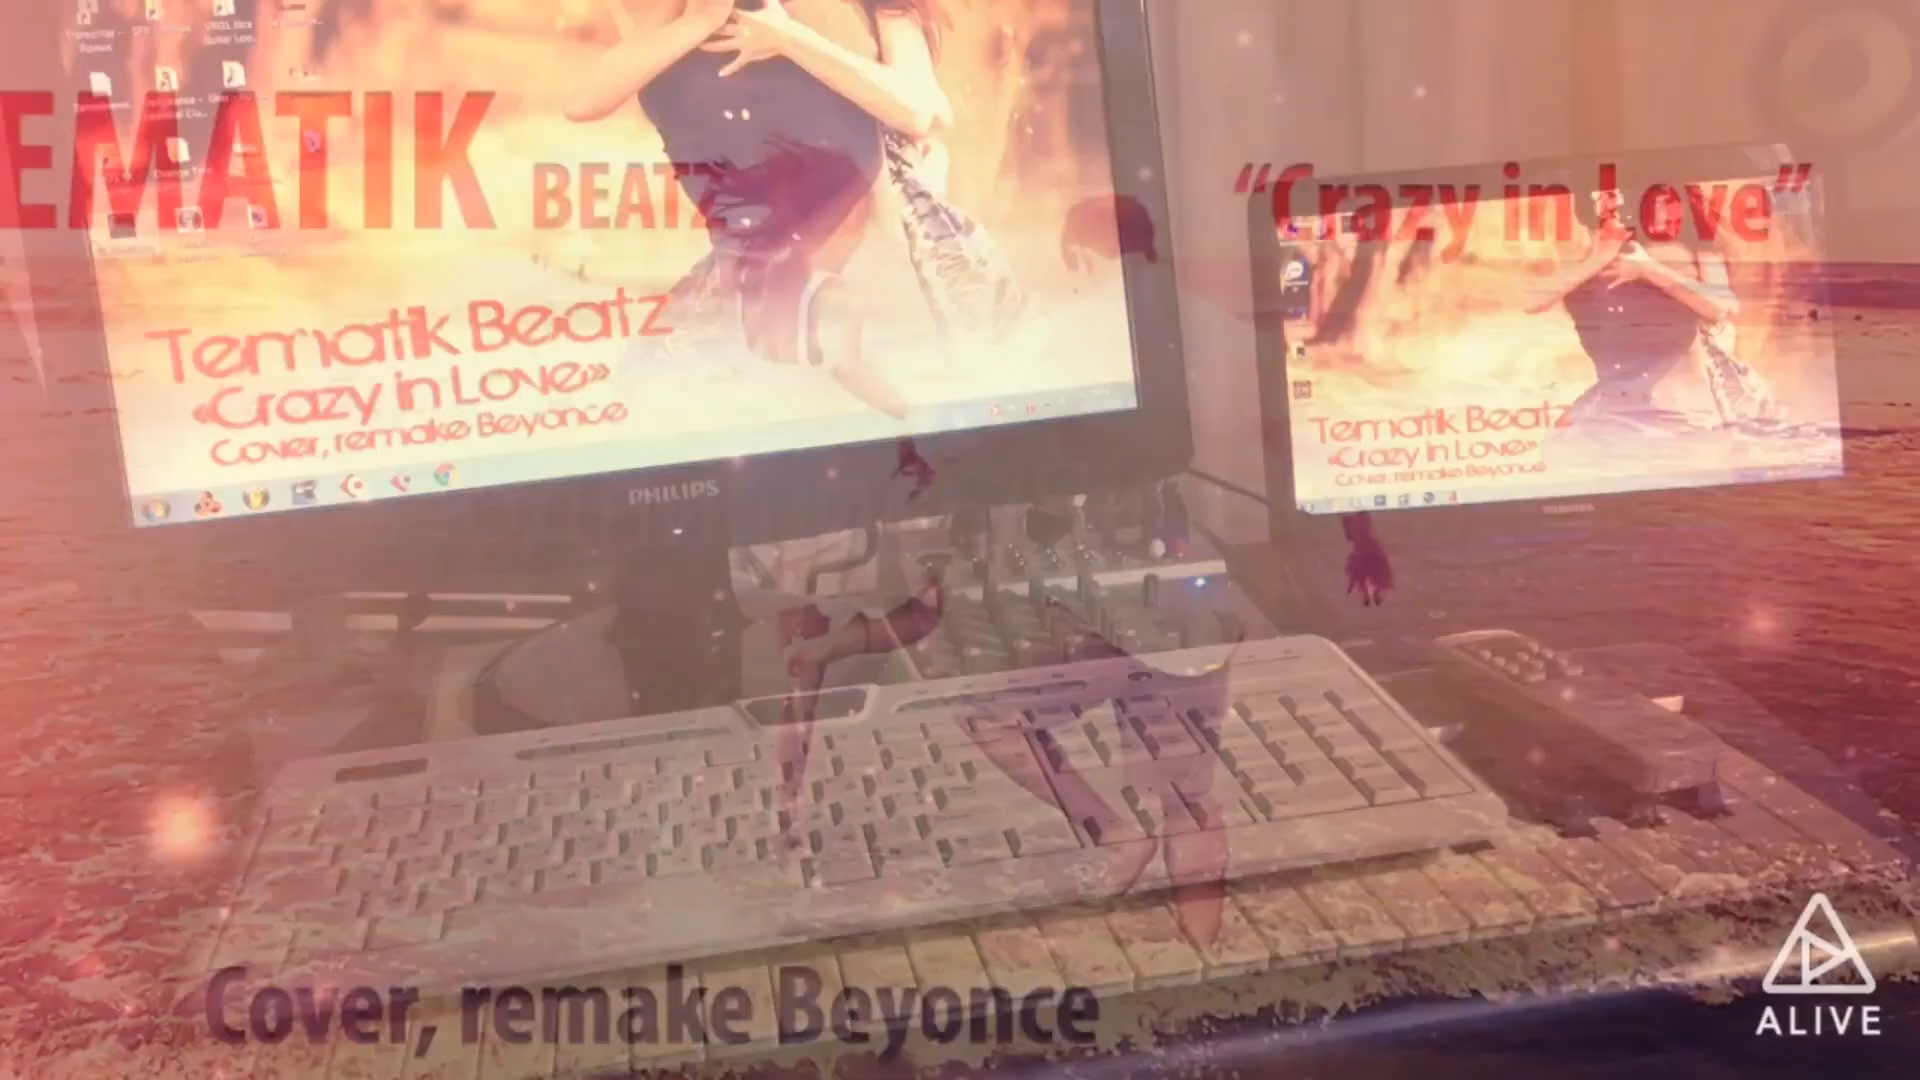 EMATIK BEATZ
“Crazy in Love”
Tematik Beatz
«Crazy in Love»
Cover, remake Beyonce
PHILIPS
Tematik Beatz
«Crazy in Love»
Cover, remake Beyonce
TOSHIBA
Cover, remake Beyonce
ALIVE